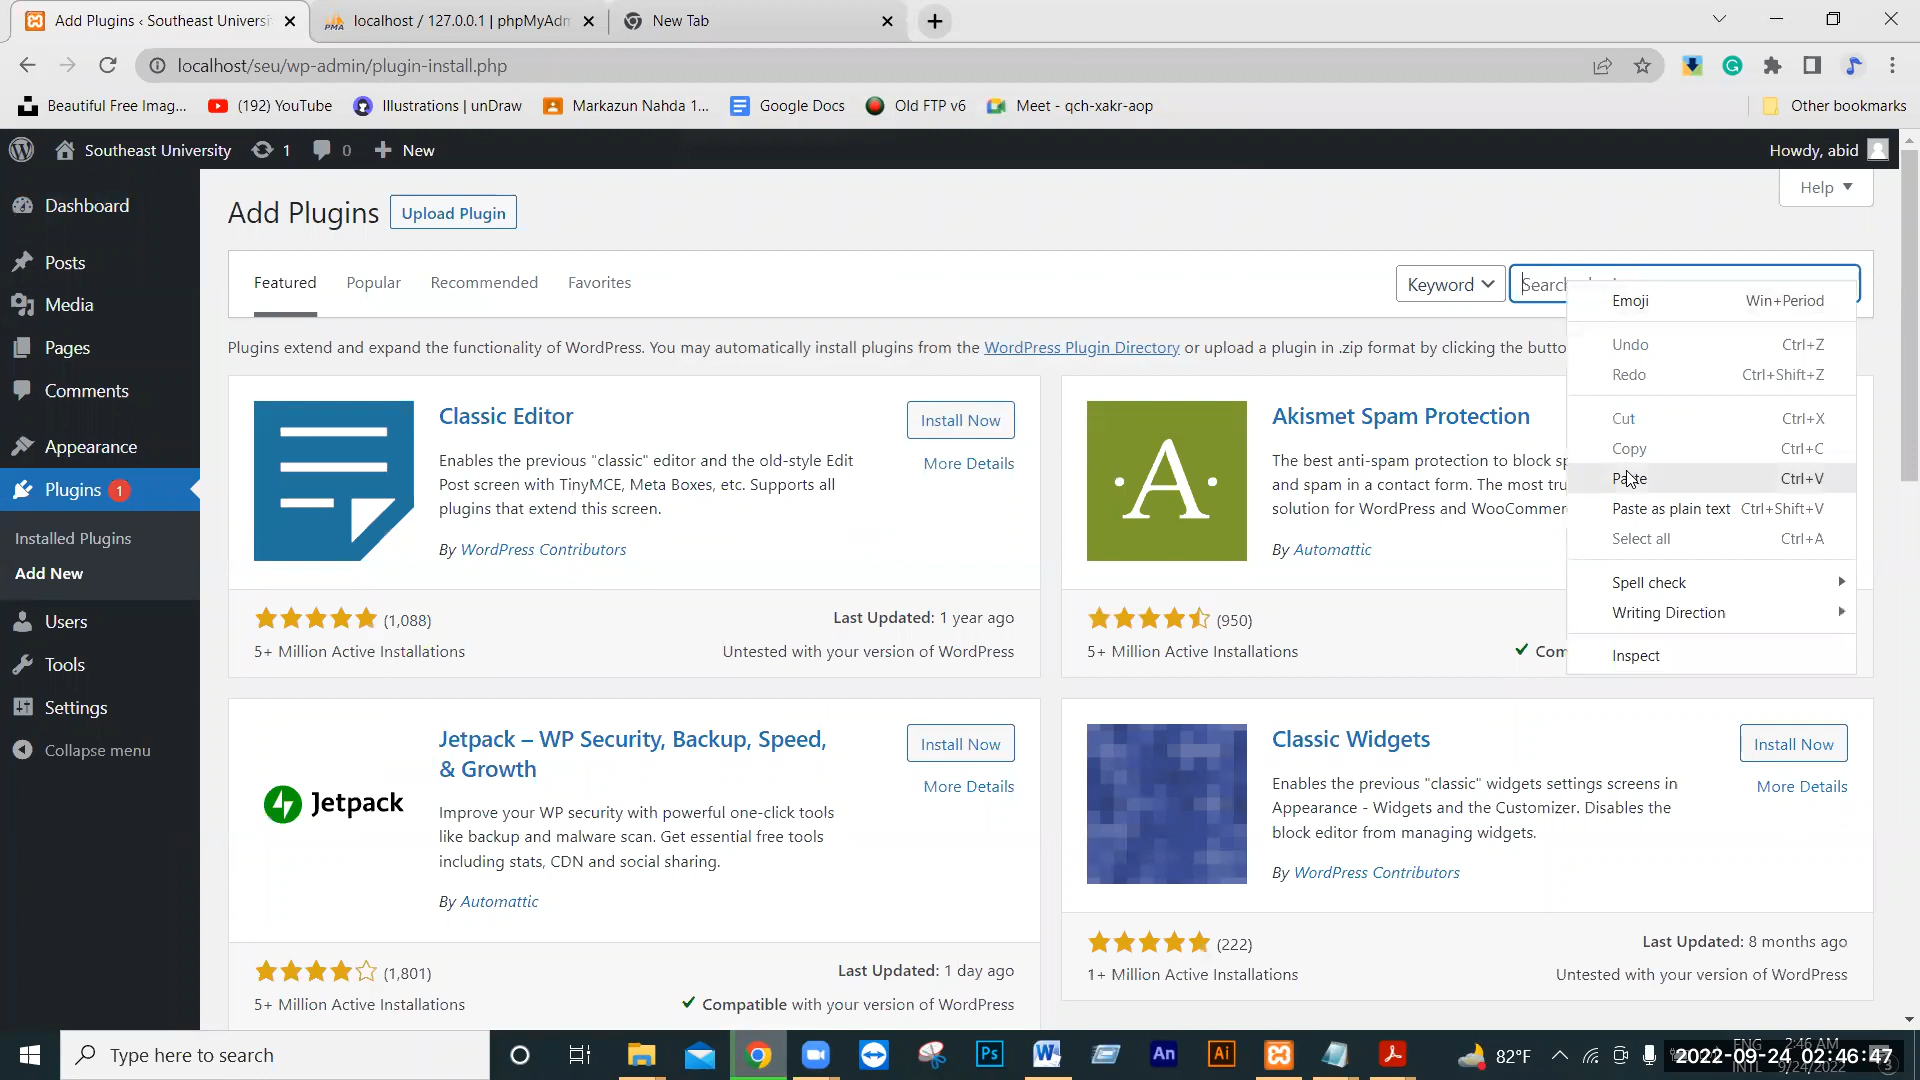 Add Plugins ‹ Southeast Universi
localhost / 127.0.0.1 | phpMyAdm
New Tab
localhost/seu/wp-admin/plugin-install.php
Beautiful Free Imag...
(192) YouTube
Illustrations | unDraw
Markazun Nahda 1...
Google Docs
Old FTP v6
Meet - qch-xakr-aop
Other bookmarks
Southeast University
1
0
New
Howdy, abid
Dashboard
Posts
Media
Pages
Comments
Appearance
Plugins 1
Installed Plugins
Add New
Users
Tools
Settings
Collapse menu
Help
Add Plugins
Upload Plugin
Featured
Popular
Recommended
Favorites
Keyword
Search
Plugins extend and expand the functionality of WordPress. You may automatically install plugins from the WordPress Plugin Directory or upload a plugin in .zip format by clicking the butto
Classic Editor
Install Now
More Details
Enables the previous "classic" editor and the old-style Edit
Post screen with TinyMCE, Meta Boxes, etc. Supports all
plugins that extend this screen.
By WordPress Contributors
(1,088)
Last Updated: 1 year ago
5+ Million Active Installations
Untested with your version of WordPress
Akismet Spam Protection
The best anti-spam protection to block sp
and spam in a contact form. The most tru
solution for WordPress and WooComme
By Automattic
(950)
5+ Million Active Installations
Com
Emoji Win+Period
Undo Ctrl+Z
Redo Ctrl+Shift+Z
Cut Ctrl+X
Copy Ctrl+C
Paste Ctrl+V
Paste as plain text Ctrl+Shift+V
Select all Ctrl+A
Spell check
Writing Direction
Inspect
Jetpack
Jetpack – WP Security, Backup, Speed,
& Growth
Install Now
More Details
Improve your WP security with powerful one-click tools
like backup and malware scan. Get essential free tools
including stats, CDN and social sharing.
By Automattic
(1,801)
Last Updated: 1 day ago
5+ Million Active Installations
Compatible with your version of WordPress
Classic Widgets
Install Now
More Details
Enables the previous "classic" widgets settings screens in
Appearance - Widgets and the Customizer. Disables the
block editor from managing widgets.
By WordPress Contributors
(222)
Last Updated: 8 months ago
1+ Million Active Installations
Untested with your version of WordPress
Type here to search
82°F
ENG
INTL
2:46 AM
9/24/2022
2022-09-24 02:46:47